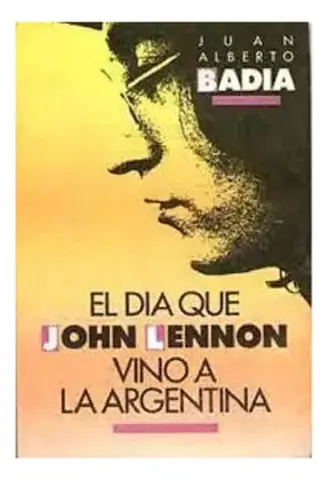 JUAN
ALBERTO
BADIA
EL DIA QUE
JOHN LENNON
VINO A
LA ARGENTINA